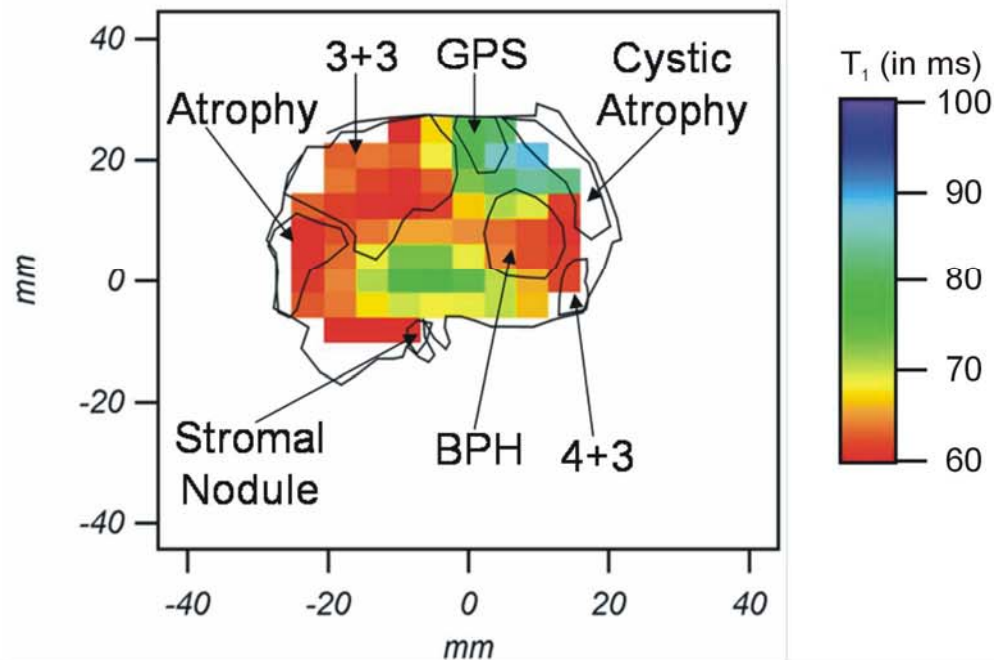 40
20
0
-20
-40
mm
3+3
GPS
Cystic
Atrophy
Atrophy
Stromal
Nodule
BPH
4+3
-40
-20
0
20
40
mm
T₁ (in ms)
100
90
80
70
60